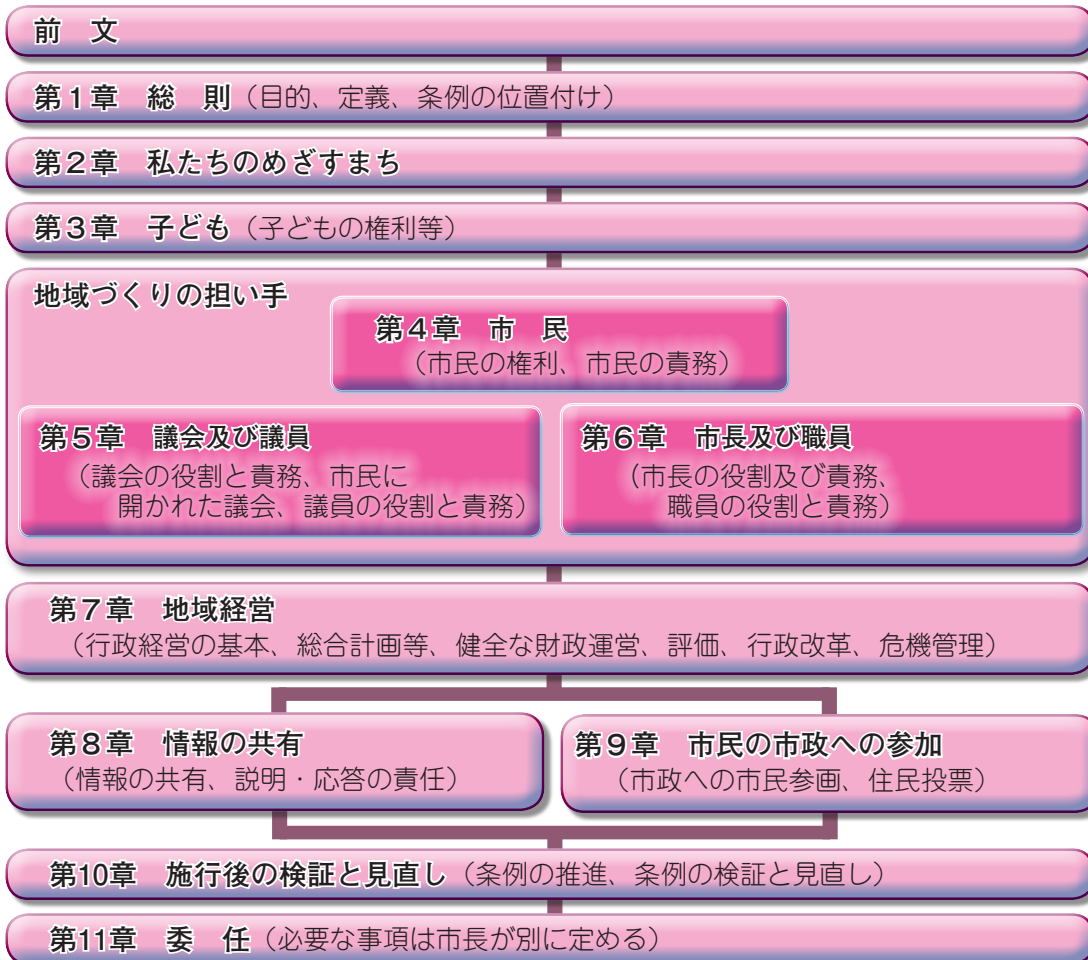 前　文
第１章　総　則（目的、定義、条例の位置付け）
第２章　私たちのめざすまち
第３章　子ども（子どもの権利等）
地域づくりの担い手
第４章　市　民
（市民の権利、市民の責務）
第５章　議会及び議員
（議会の役割と責務、市民に
開かれた議会、議員の役割と責務）
第６章　市長及び職員
（市長の役割及び責務、
職員の役割と責務）
第７章　地域経営
（行政経営の基本、総合計画等、健全な財政運営、評価、行政改革、危機管理）
第８章　情報の共有
（情報の共有、説明・応答の責任）
第９章　市民の市政への参加
（市政への市民参画、住民投票）
第10章　施行後の検証と見直し（条例の推進、条例の検証と見直し）
第11章　委　任（必要な事項は市長が別に定める）